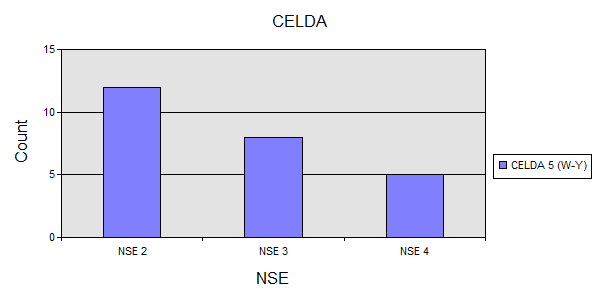 CELDA
15
10
5
0
Count
NSE 2
NSE 3
NSE 4
NSE
CELDA 5 (W-Y)